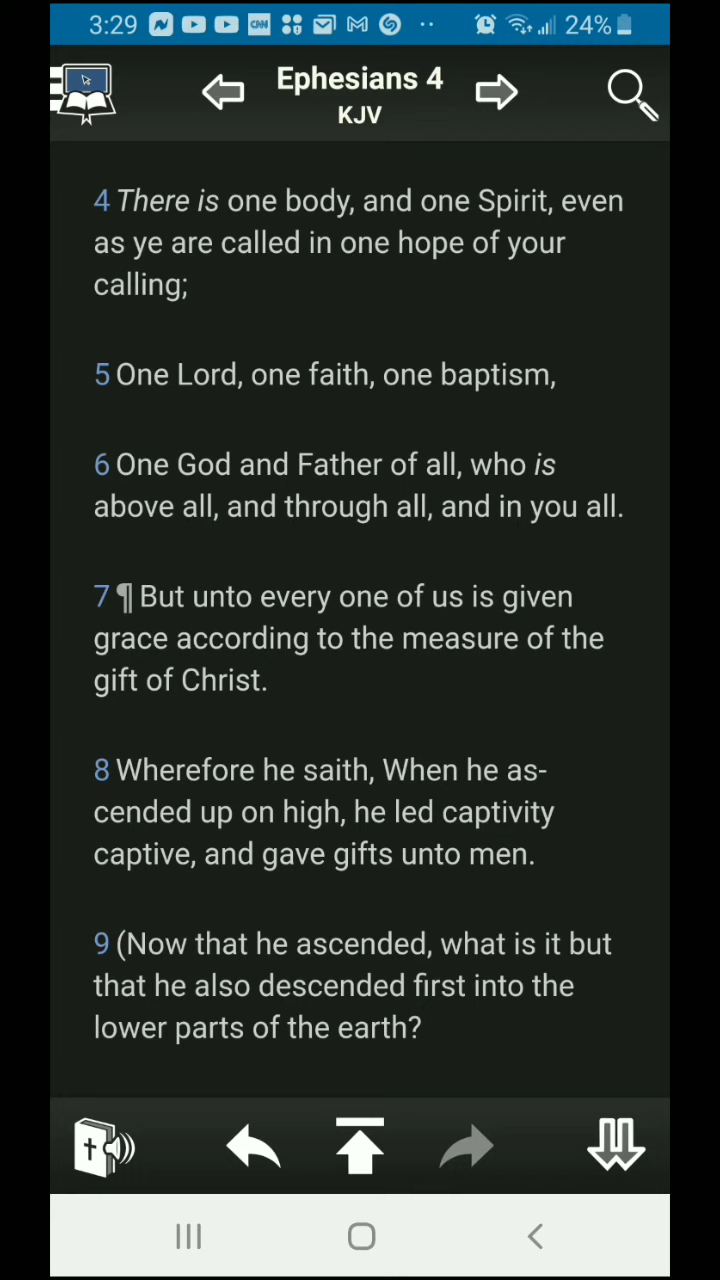 3:29 CAN 24%
Ephesians 4
KJV
4 There is one body, and one Spirit, even
as ye are called in one hope of your
calling;
5 One Lord, one faith, one baptism,
6 One God and Father of all, who is
above all, and through all, and in you all.
7 ¶ But unto every one of us is given
grace according to the measure of the
gift of Christ.
8 Wherefore he saith, When he as-
cended up on high, he led captivity
captive, and gave gifts unto men.
9 (Now that he ascended, what is it but
that he also descended first into the
lower parts of the earth?